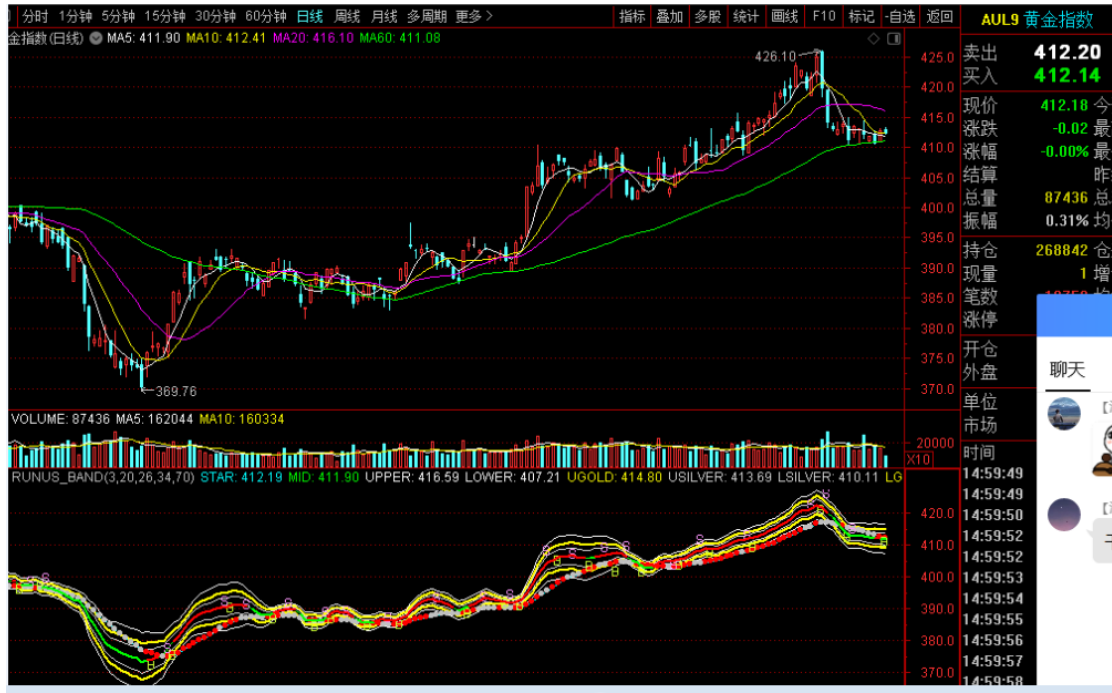 分时 1分钟 5分钟 15分钟 30分钟 60分钟 日线 周线 月线 多周期 更多 指标 叠加 多股 统计 画线 F10 标记 -自选 返回
AUL9 黄金指数
金指数(日线) MA5: 411.90 MA10: 412.41 MA20: 416.10 MA60: 411.08
426.10
369.76
425.0
420.0
415.0
410.0
405.0
400.0
395.0
390.0
385.0
380.0
375.0
370.0
VOLUME: 87436 MA5: 162044 MA10: 160334
20000
X10
RUNUS_BAND(3,20,26,34,70) STAR: 412.19 MID: 411.90 UPPER: 416.59 LOWER: 407.21 UGOLD: 414.80 USILVER: 413.69 LSILVER: 410.11 LG
420.0
410.0
400.0
390.0
380.0
370.0
卖出 412.20
买入 412.14
现价 412.18 今
涨跌 -0.02 最
涨幅 -0.00% 最
结算 昨
总量 87436 总
振幅 0.31% 均
持仓 268842 仓
现量 1 增
笔数
涨停
开仓
外盘
单位
市场
时间
14:59:49
14:59:49
14:59:50
14:59:52
14:59:52
14:59:53
14:59:54
14:59:55
14:59:56
14:59:57
14:59:58
聊天